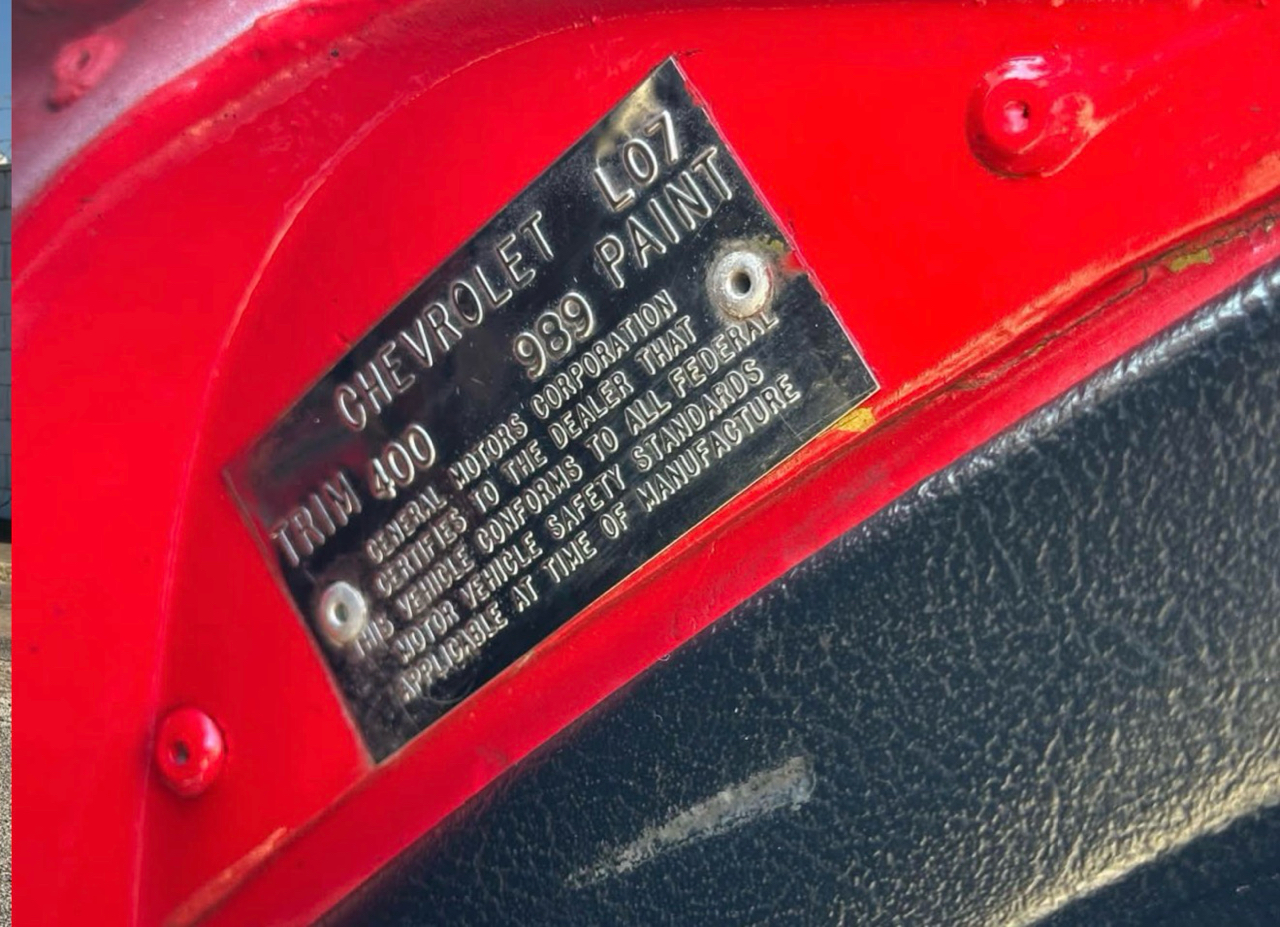 CHEVROLET L07
TRIM 400 989 PAINT
GENERAL MOTORS CORPORATION
CERTIFIES TO THE DEALER THAT
THIS VEHICLE CONFORMS TO ALL FEDERAL
MOTOR VEHICLE SAFETY STANDARDS
APPLICABLE AT TIME OF MANUFACTURE